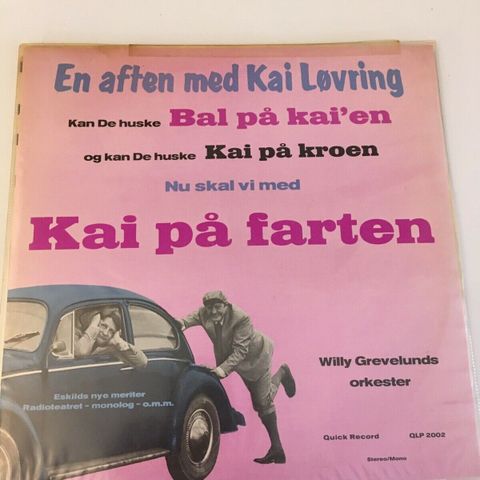 En aften med Kai Løvring
Kan De huske Bal på kai'en
og kan De huske Kai på kroen
Nu skal vi med
Kai på farten
Willy Grevelunds
orkester
Eskilds nye meriter
Radioteatret - monolog - o.m.m.
Quick Record QLP 2002
Stereo/Mono